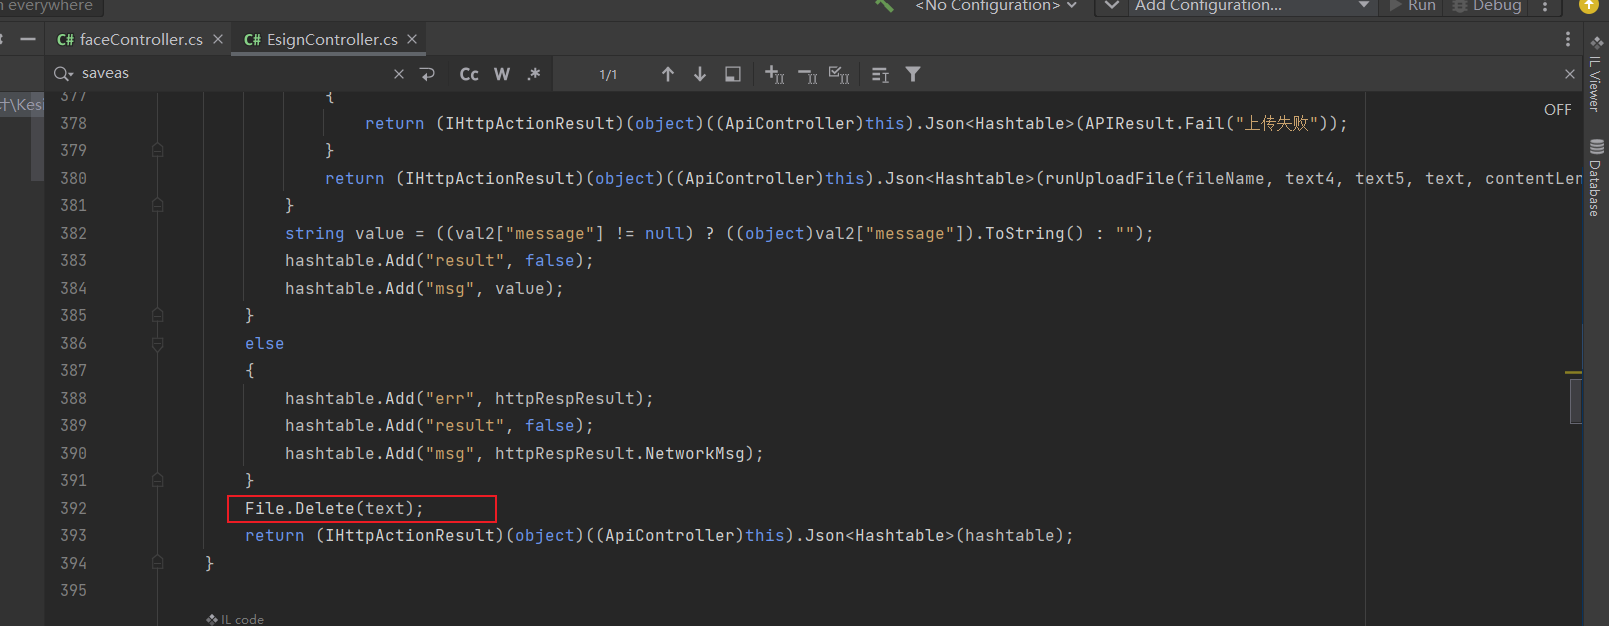 everywhere
<No Configuration>
Add Configuration...
Run
Debug
C# faceController.cs
C# EsignController.cs
saveas
Cc W .*
1/1
IL Viewer
Database
OFF
计\Kesi
377 {
378 return (IHttpActionResult)(object)((ApiController)this).Json<Hashtable>(APIResult.Fail("上传失败"));
379 }
380 return (IHttpActionResult)(object)((ApiController)this).Json<Hashtable>(runUploadFile(fileName, text4, text5, text, contentLen
381 }
382 string value = ((val2["message"] != null) ? ((object)val2["message"]).ToString() : "");
383 hashtable.Add("result", false);
384 hashtable.Add("msg", value);
385 }
386 else
387 {
388 hashtable.Add("err", httpRespResult);
389 hashtable.Add("result", false);
390 hashtable.Add("msg", httpRespResult.NetworkMsg);
391 }
392 File.Delete(text);
393 return (IHttpActionResult)(object)((ApiController)this).Json<Hashtable>(hashtable);
394 }
395
IL code